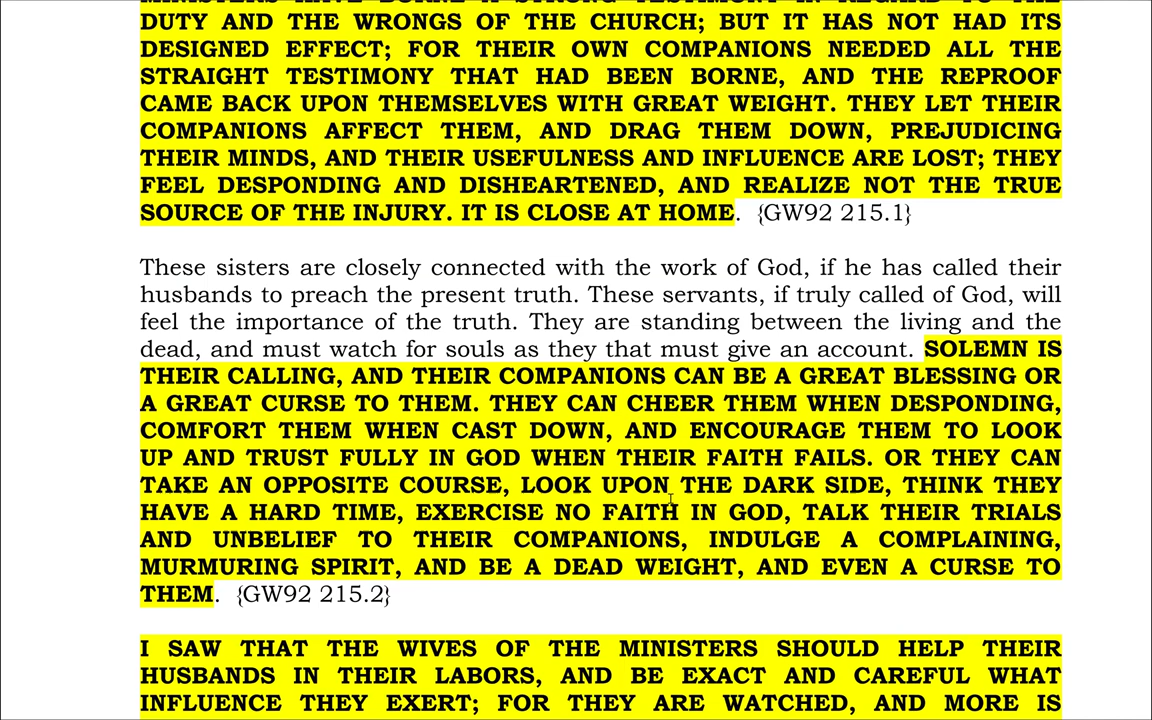 MINISTERS HAVE BORNE A STRONG TESTIMONY IN REGARD TO THE
DUTY AND THE WRONGS OF THE CHURCH; BUT IT HAS NOT HAD ITS
DESIGNED EFFECT; FOR THEIR OWN COMPANIONS NEEDED ALL THE
STRAIGHT TESTIMONY THAT HAD BEEN BORNE, AND THE REPROOF
CAME BACK UPON THEMSELVES WITH GREAT WEIGHT. THEY LET THEIR
COMPANIONS AFFECT THEM, AND DRAG THEM DOWN, PREJUDICING
THEIR MINDS, AND THEIR USEFULNESS AND INFLUENCE ARE LOST; THEY
FEEL DESPONDING AND DISHEARTENED, AND REALIZE NOT THE TRUE
SOURCE OF THE INJURY. IT IS CLOSE AT HOME. {GW92 215.1}
These sisters are closely connected with the work of God, if he has called their
husbands to preach the present truth. These servants, if truly called of God, will
feel the importance of the truth. They are standing between the living and the
dead, and must watch for souls as they that must give an account. SOLEMN IS
THEIR CALLING, AND THEIR COMPANIONS CAN BE A GREAT BLESSING OR
A GREAT CURSE TO THEM. THEY CAN CHEER THEM WHEN DESPONDING,
COMFORT THEM WHEN CAST DOWN, AND ENCOURAGE THEM TO LOOK
UP AND TRUST FULLY IN GOD WHEN THEIR FAITH FAILS. OR THEY CAN
TAKE AN OPPOSITE COURSE, LOOK UPON THE DARK SIDE, THINK THEY
HAVE A HARD TIME, EXERCISE NO FAITH IN GOD, TALK THEIR TRIALS
AND UNBELIEF TO THEIR COMPANIONS, INDULGE A COMPLAINING,
MURMURING SPIRIT, AND BE A DEAD WEIGHT, AND EVEN A CURSE TO
THEM. {GW92 215.2}
I SAW THAT THE WIVES OF THE MINISTERS SHOULD HELP THEIR
HUSBANDS IN THEIR LABORS, AND BE EXACT AND CAREFUL WHAT
INFLUENCE THEY EXERT; FOR THEY ARE WATCHED, AND MORE IS